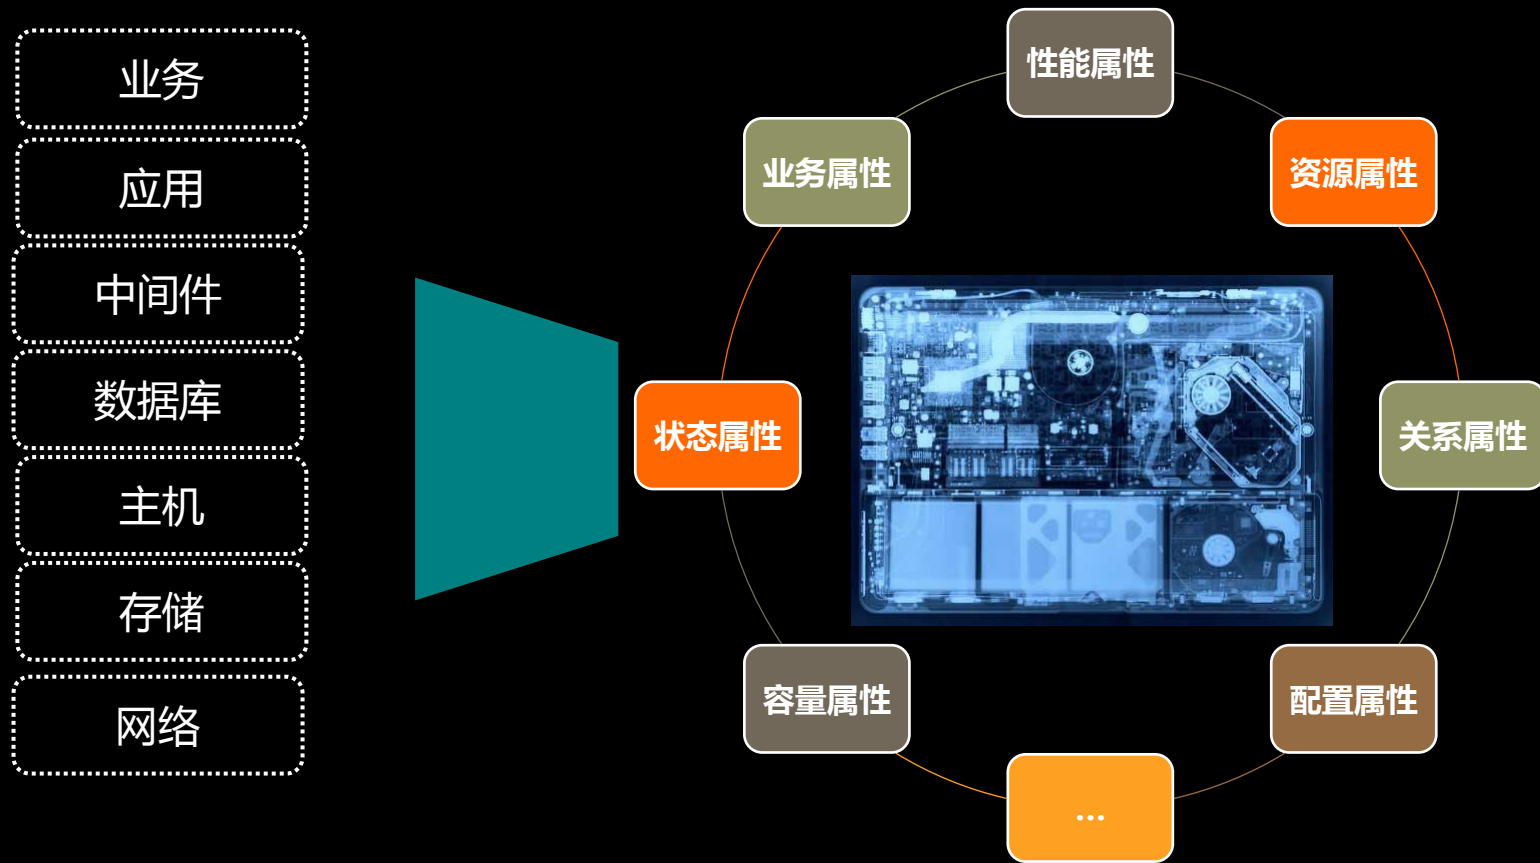 业务
应用
中间件
数据库
主机
存储
网络
性能属性
资源属性
关系属性
配置属性
...
容量属性
状态属性
业务属性